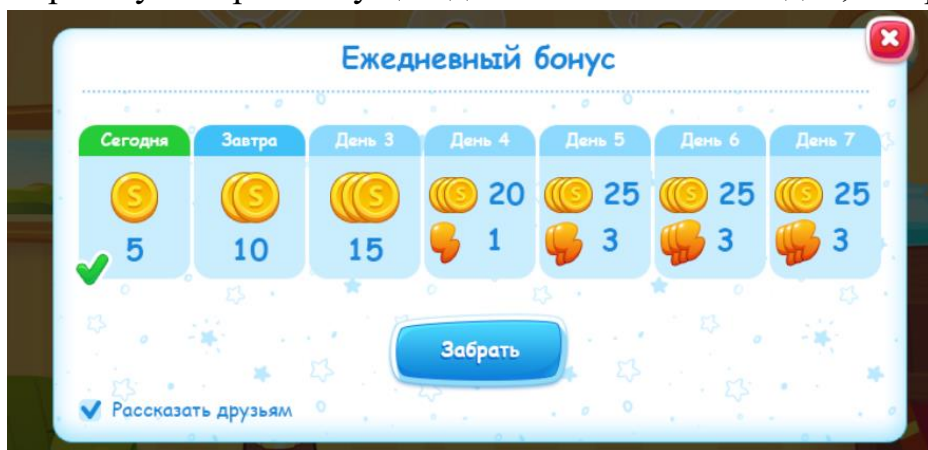 Ежедневный бонус
Сегодня Завтра День 3 День 4 День 5 День 6 День 7
20 25 25 25
5 10 15 1 3 3 3
Забрать
Рассказать друзьям